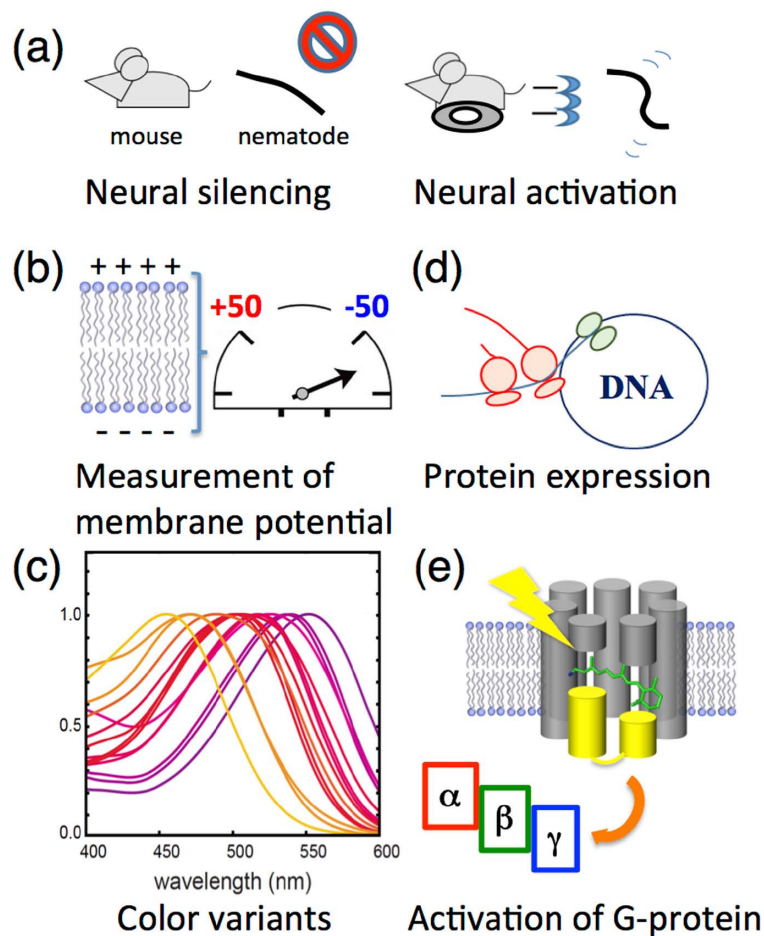 (a)
mouse
nematode
Neural silencing
Neural activation
(b)
+ + + +
- - - -
+50
-50
Measurement of
membrane potential
(d)
DNA
Protein expression
(c)
1.0
0.5
0.0
400 450 500 550 600
wavelength (nm)
Color variants
(e)
α
β
γ
Activation of G-protein